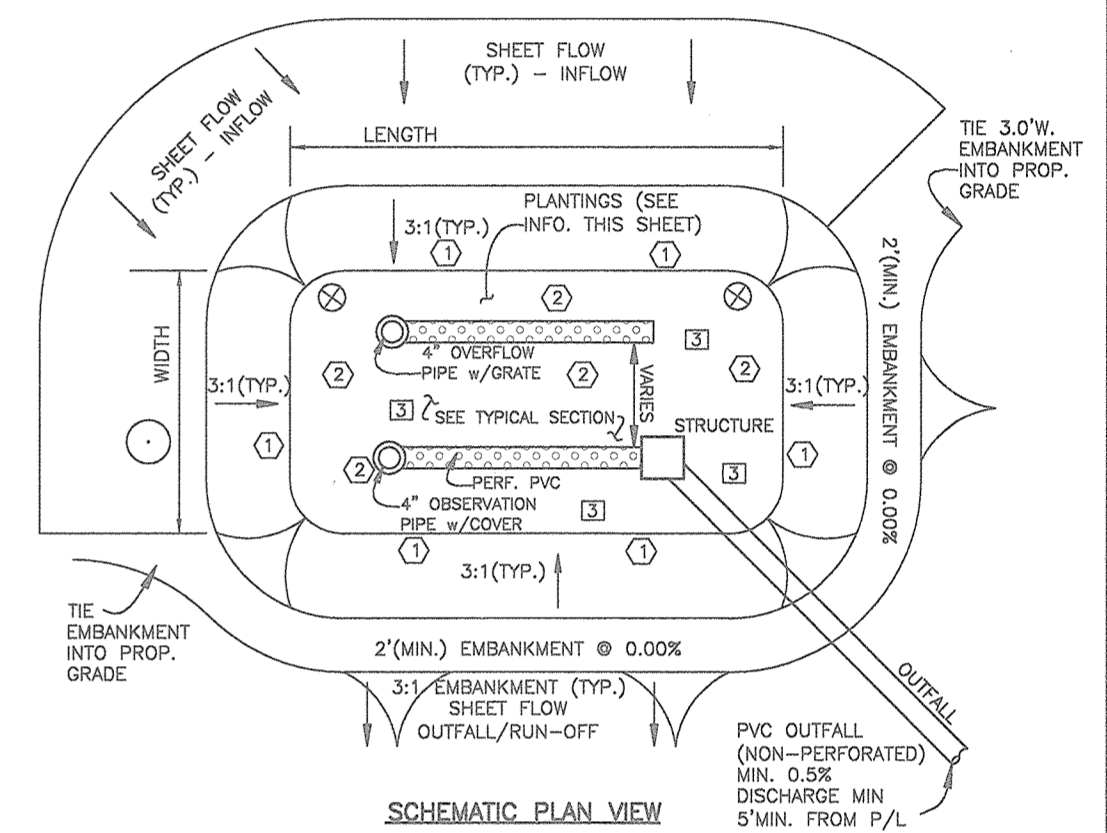 SHEET FLOW
(TYP.) - INFLOW
SHEET FLOW
(TYP.) - INFLOW
LENGTH
TIE 3.0'W.
EMBANKMENT
INTO PROP.
GRADE
PLANTINGS (SEE
INFO. THIS SHEET)
3:1(TYP.)
1
1
2
WIDTH
4" OVERFLOW
PIPE w/GRATE
3
2
2
2
VARIES
3:1(TYP.)
3:1(TYP.)
2'(MIN.) EMBANKMENT @ 0.00%
3
SEE TYPICAL SECTION
STRUCTURE
1
1
2
PERF. PVC
3
4" OBSERVATION
PIPE w/COVER
3
1
1
3:1(TYP.)
TIE
EMBANKMENT
INTO PROP.
GRADE
2'(MIN.) EMBANKMENT @ 0.00%
3:1 EMBANKMENT (TYP.)
SHEET FLOW
OUTFALL/RUN-OFF
OUTFALL
PVC OUTFALL
(NON-PERFORATED)
MIN. 0.5%
DISCHARGE MIN
5'MIN. FROM P/L
SCHEMATIC PLAN VIEW